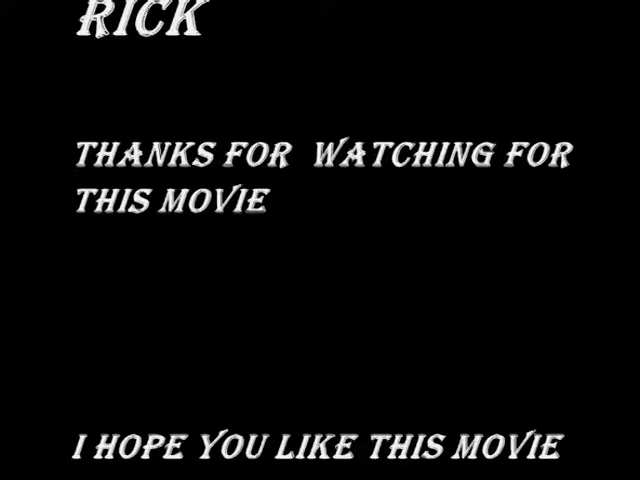 RICK
THANKS FOR WATCHING FOR
THIS MOVIE
I HOPE YOU LIKE THIS MOVIE